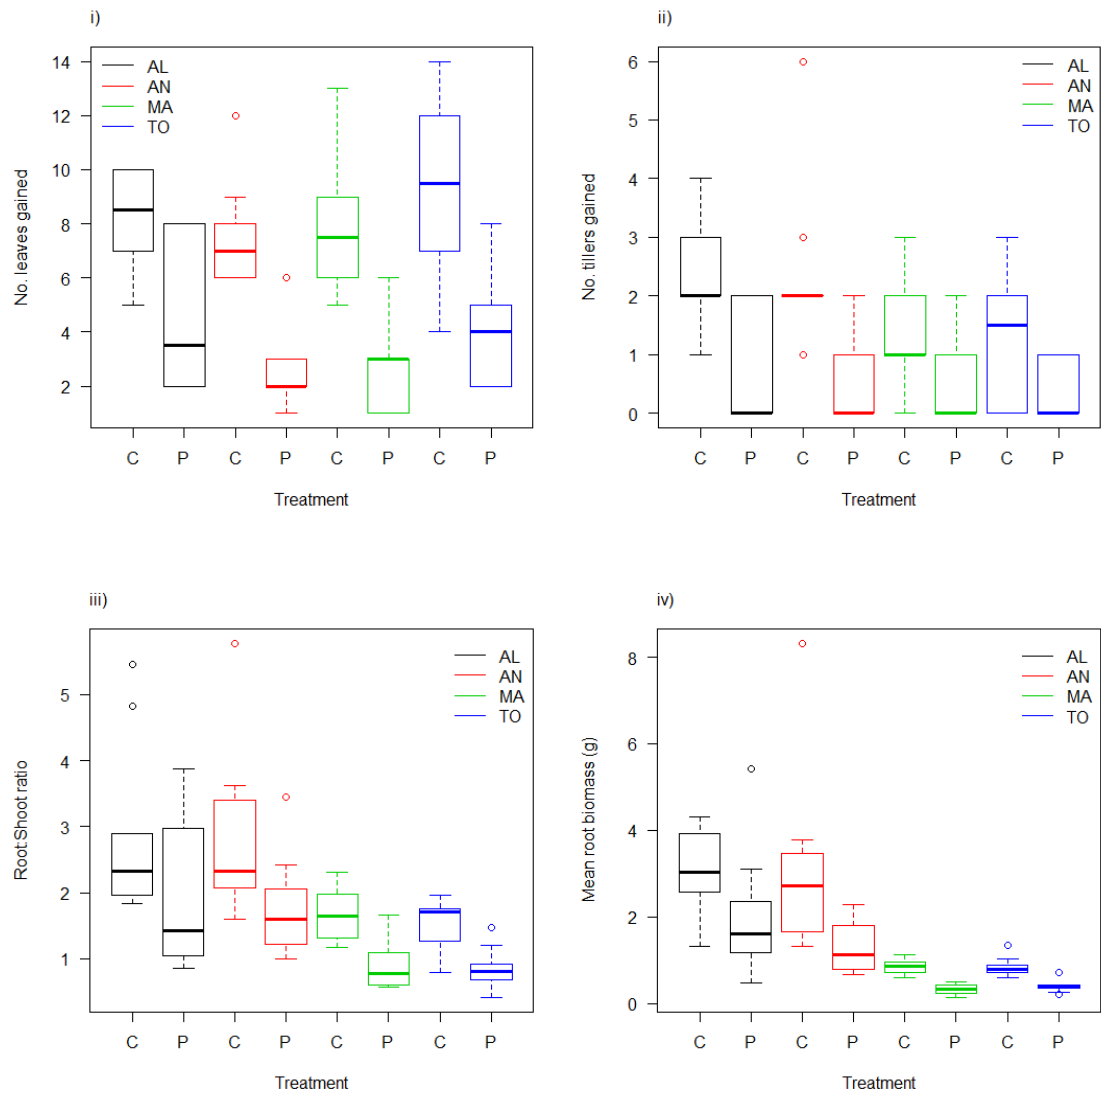 i)
No. leaves gained
14
12
10
8
6
4
2
AL
AN
MA
TO
C P C P C P C P
Treatment
ii)
No. tillers gained
6
5
4
3
2
1
0
AL
AN
MA
TO
C P C P C P C P
Treatment
iii)
Root:Shoot ratio
5
4
3
2
1
AL
AN
MA
TO
C P C P C P C P
Treatment
iv)
Mean root biomass (g)
8
6
4
2
0
AL
AN
MA
TO
C P C P C P C P
Treatment